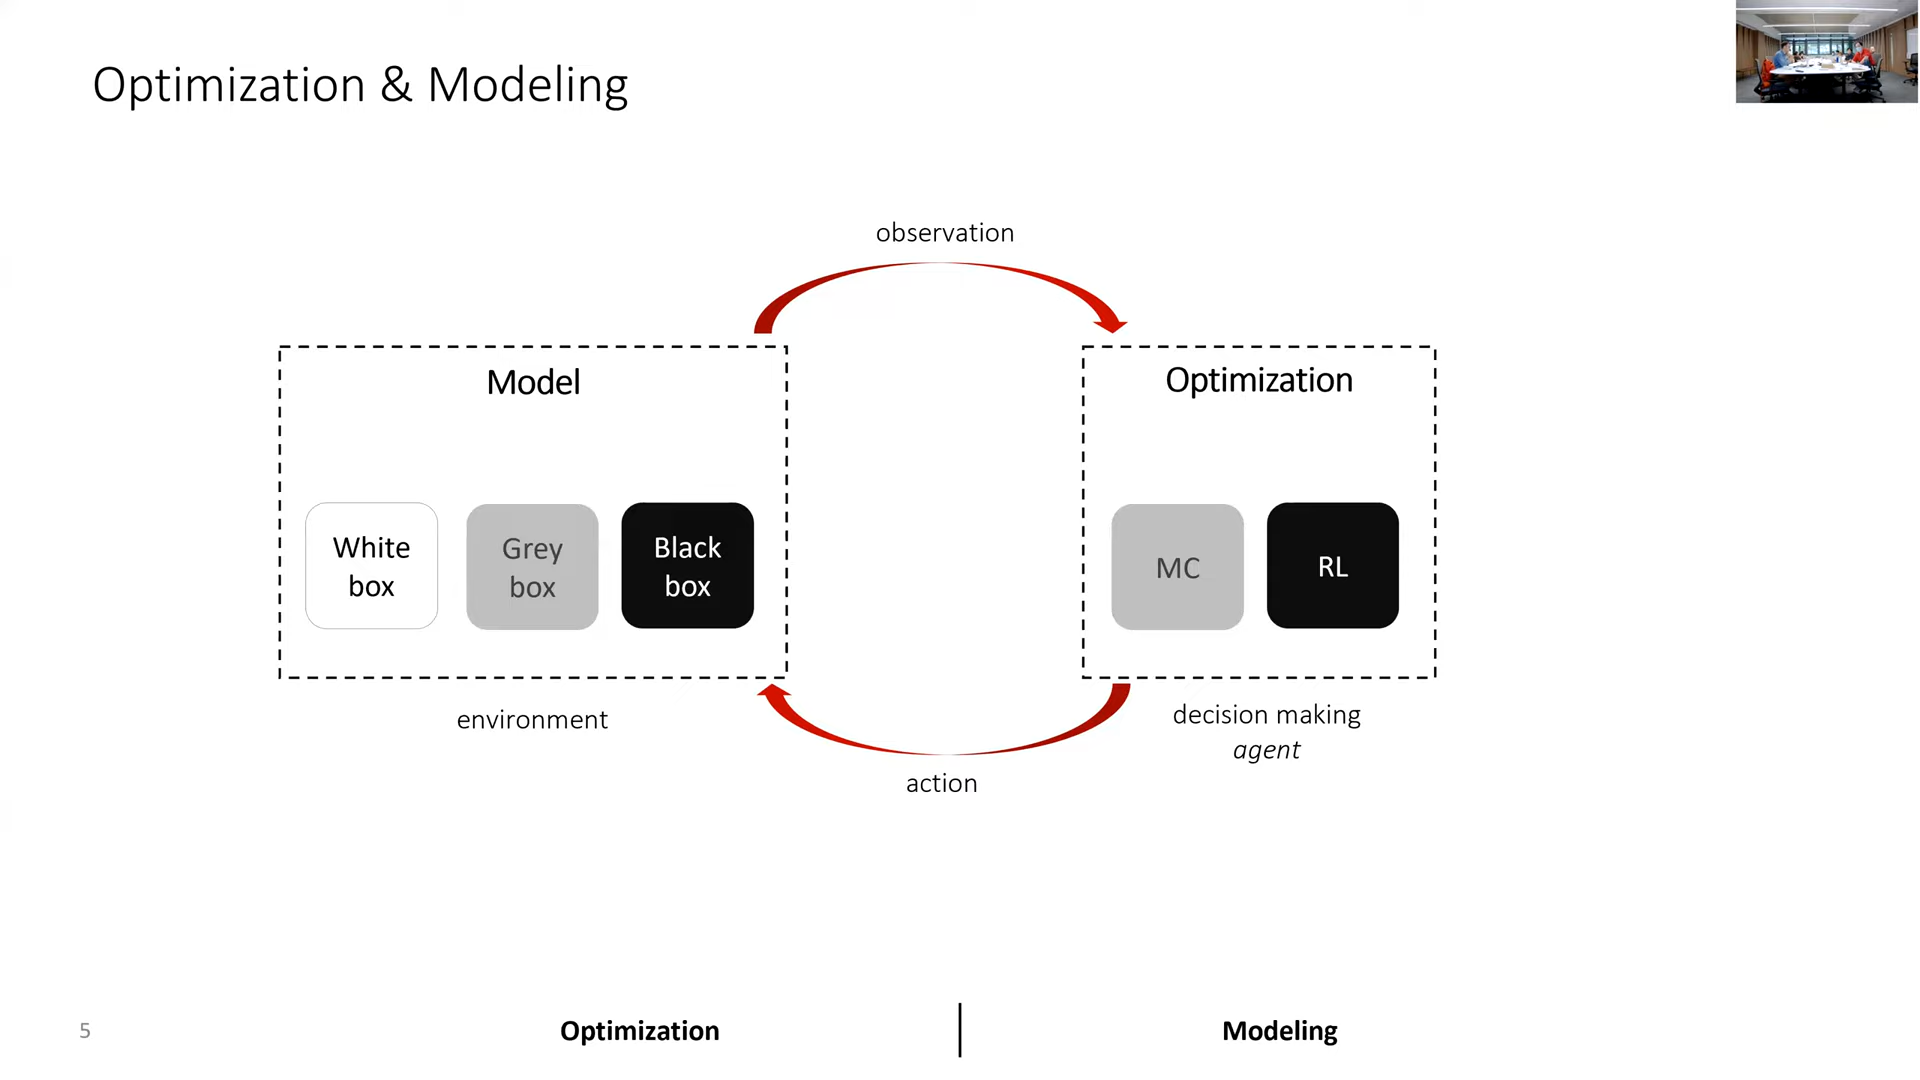 Optimization & Modeling
observation
Model
Optimization
White
box
Grey
box
Black
box
MC
RL
environment
decision making
agent
action
5
Optimization
Modeling